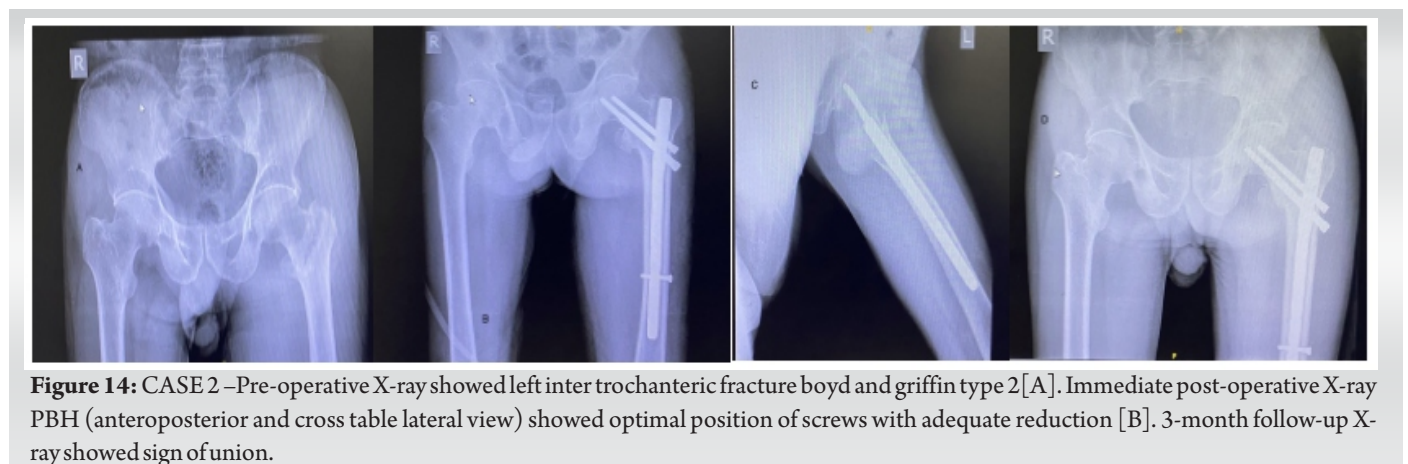 R
A
R
B
C
L
R
D
Figure 14: CASE 2 –Pre-operative X-ray showed left inter trochanteric fracture boyd and griffin type 2[A]. Immediate post-operative X-ray
PBH (anteroposterior and cross table lateral view) showed optimal position of screws with adequate reduction [B]. 3-month follow-up X-
ray showed sign of union.